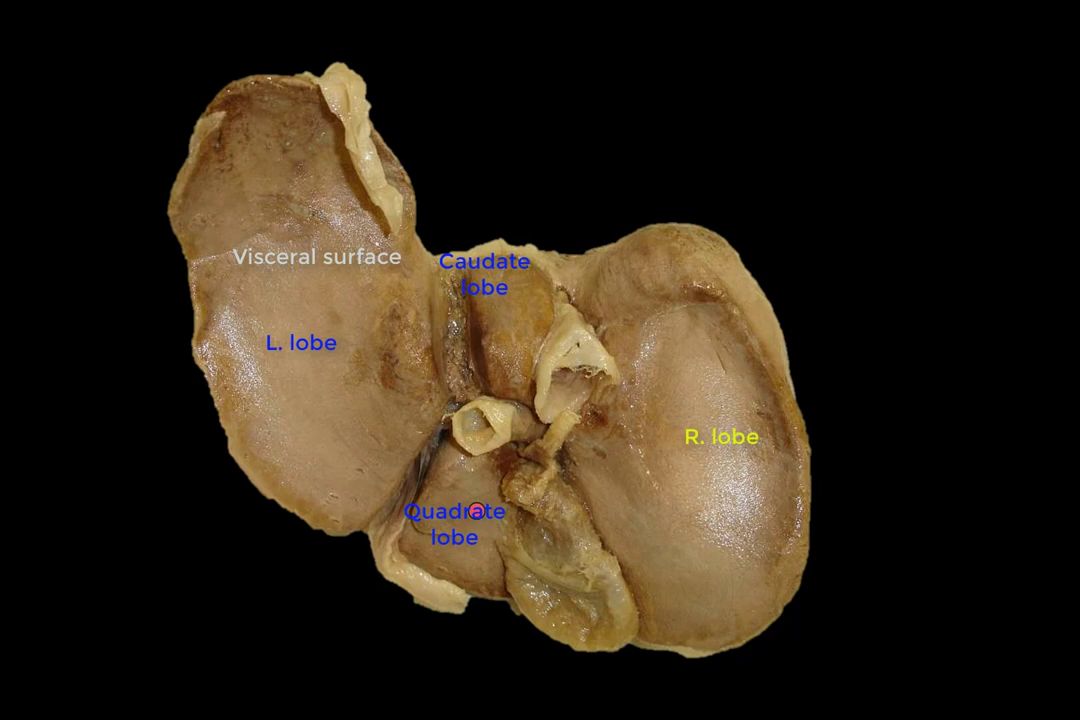 Visceral surface
Caudate
lobe
L. lobe
R. lobe
Quadrate
lobe